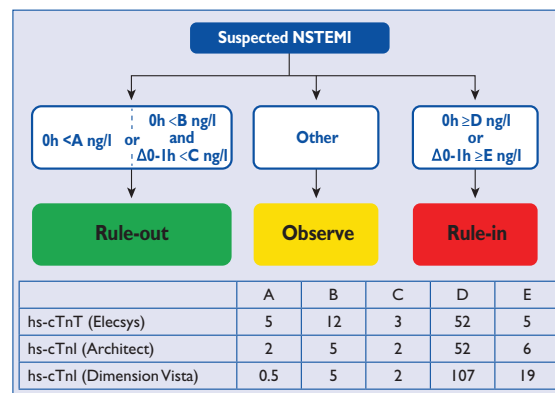 Suspected NSTEMI
0h <A ng/l or
0h <B ng/l
and
Δ0-1h <C ng/l
Other
0h ≥D ng/l
or
Δ0-1h ≥E ng/l
Rule-out
Observe
Rule-in
A B C D E
hs-cTnT (Elecsys) 5 12 3 52 5
hs-cTnI (Architect) 2 5 2 52 6
hs-cTnI (Dimension Vista) 0.5 5 2 107 19